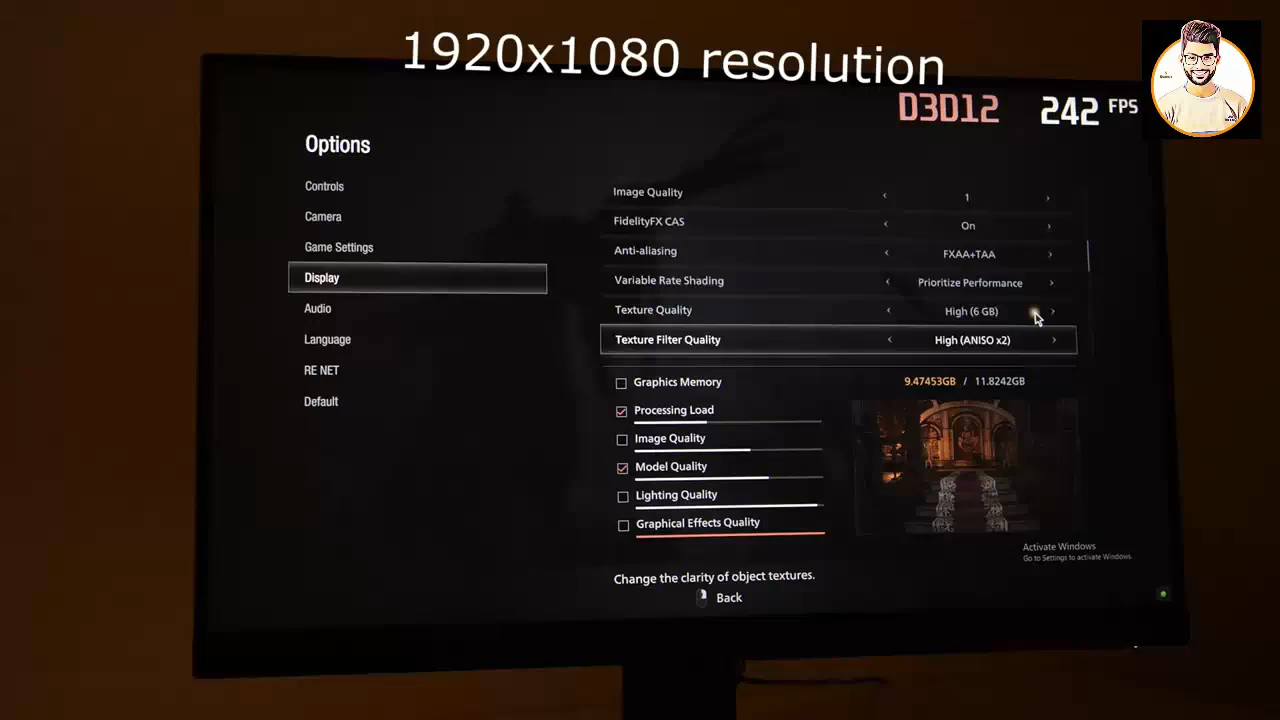 1920x1080 resolution
D3D12 242 FPS
Options
Controls
Camera
Game Settings
Display
Audio
Language
RE NET
Default
Image Quality 1
FidelityFX CAS On
Anti-aliasing FXAA+TAA
Variable Rate Shading Prioritize Performance
Texture Quality High (6 GB)
Texture Filter Quality High (ANISO x2)
Graphics Memory 9.47453GB / 11.8242GB
Processing Load
Image Quality
Model Quality
Lighting Quality
Graphical Effects Quality
Activate Windows
Go to Settings to activate Windows.
Change the clarity of object textures.
Back